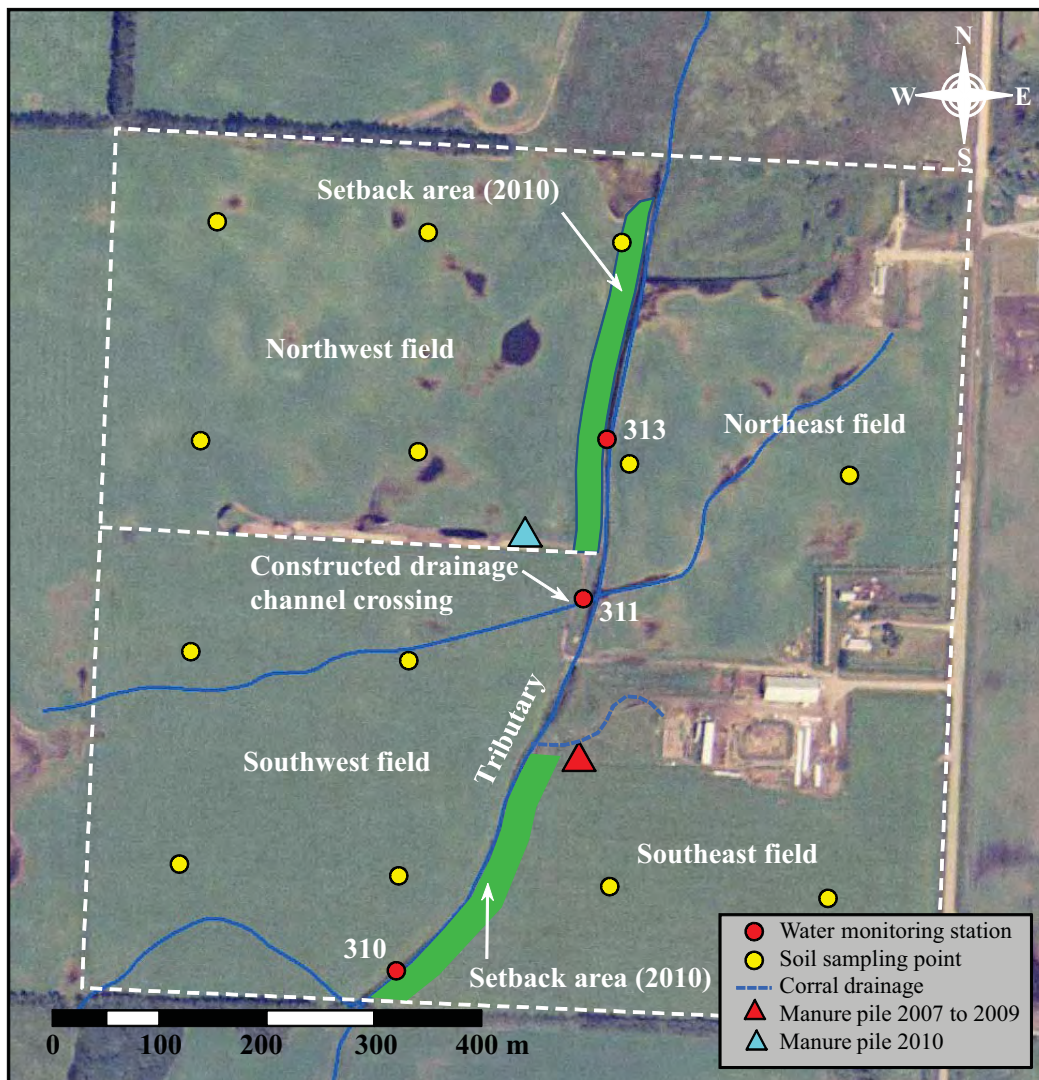 N
W E
S
Setback area (2010)
Northwest field
313
Northeast field
Constructed drainage
channel crossing
311
Tributary
Southwest field
Southeast field
310
Setback area (2010)
Water monitoring station
Soil sampling point
Corral drainage
Manure pile 2007 to 2009
Manure pile 2010
0 100 200 300 400 m